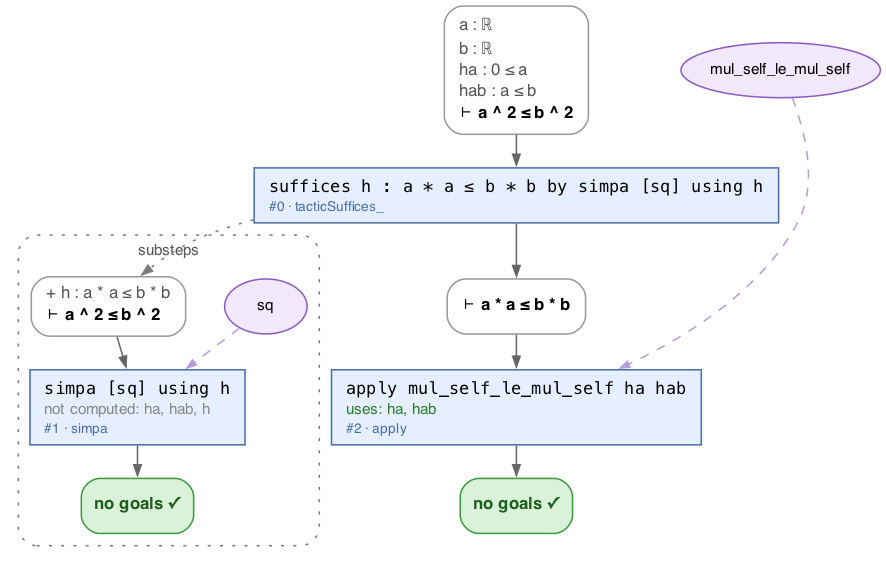 a : ℝ
b : ℝ
ha : 0 ≤ a
hab : a ≤ b
⊢ a ^ 2 ≤ b ^ 2
mul_self_le_mul_self
suffices h : a * a ≤ b * b by simpa [sq] using h
#0 · tacticSuffices_
substeps
+ h : a * a ≤ b * b
⊢ a ^ 2 ≤ b ^ 2
sq
⊢ a * a ≤ b * b
simpa [sq] using h
not computed: ha, hab, h
#1 · simpa
apply mul_self_le_mul_self ha hab
uses: ha, hab
#2 · apply
no goals ✓
no goals ✓